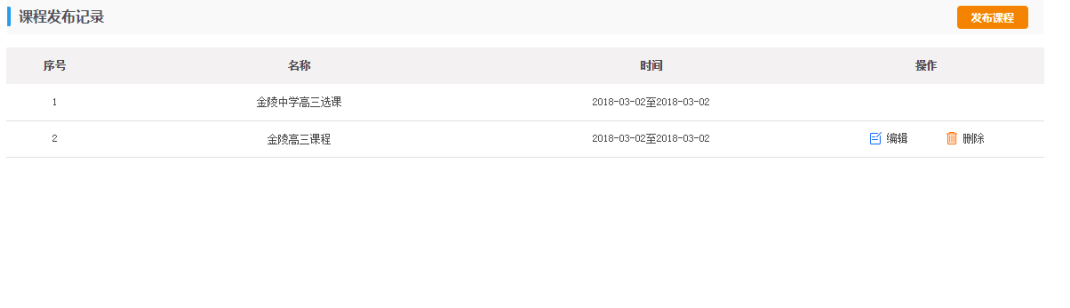 课程发布记录 发布课程
序号 名称 时间 操作
1 金陵中学高三选课 2018-03-02至2018-03-02
2 金陵高三课程 2018-03-02至2018-03-02 编辑 删除